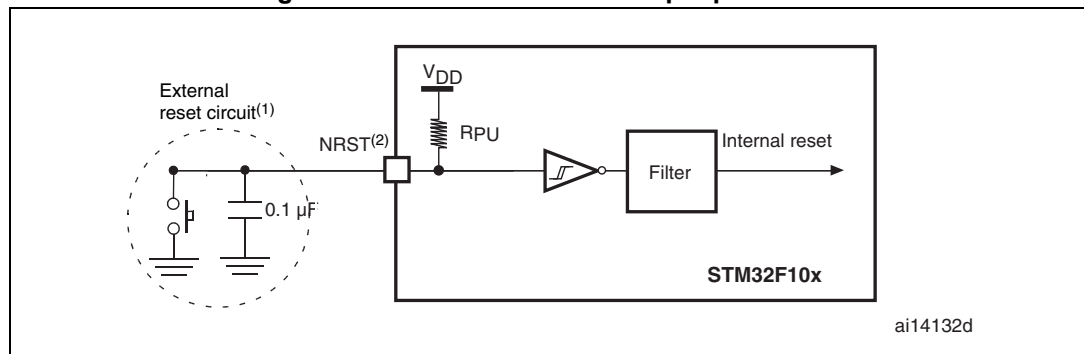 External
reset circuit(1)
VDD
NRST(2)
RPU
Filter
Internal reset
0.1 µF
STM32F10x
ai14132d